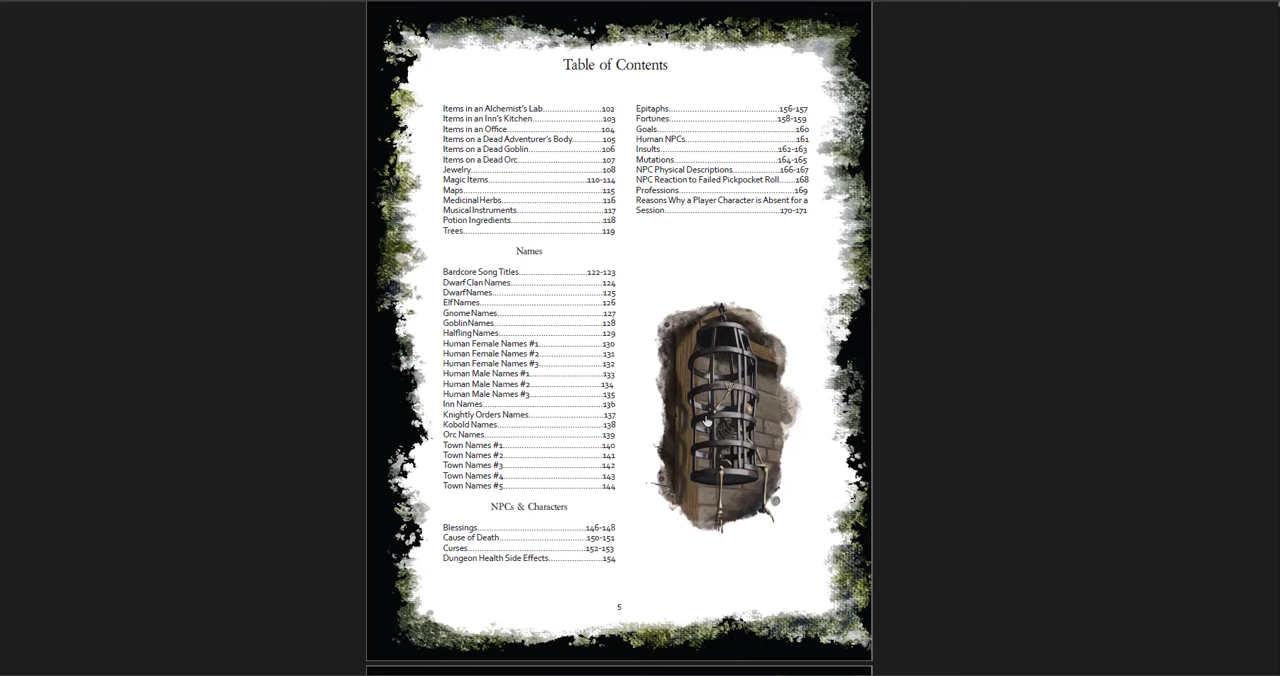 Table of Contents
Items in an Alchemist's Lab........................102
Items in an Inn's Kitchen............................103
Items in an Office.......................................104
Items on a Dead Adventurer's Body...........105
Items on a Dead Goblin..............................106
Items on a Dead Orc...................................107
Jewelry.......................................................108
Magic Items.........................................110-114
Maps...........................................................115
Medicinal Herbs.........................................116
Musical Instruments...................................117
Potion Ingredients......................................118
Trees...........................................................119
Names
Bardcore Song Titles...........................122-123
Dwarf Clan Names.....................................124
Dwarf Names.............................................125
Elf Names...................................................126
Gnome Names............................................127
Goblin Names.............................................128
Halfling Names...........................................129
Human Female Names #1..........................130
Human Female Names #2..........................131
Human Female Names #3..........................132
Human Male Names #1..............................133
Human Male Names #2..............................134
Human Male Names #3..............................135
Inn Names..................................................136
Knightly Orders Names..............................137
Kobold Names............................................138
Orc Names..................................................139
Town Names #1..........................................140
Town Names #2..........................................141
Town Names #3..........................................142
Town Names #4..........................................143
Town Names #5..........................................144
NPCs & Characters
Blessings..............................................146-148
Cause of Death.....................................150-151
Curses...................................................152-153
Dungeon Health Side Effects......................154
Epitaphs...............................................156-157
Fortunes...............................................158-159
Goals...........................................................160
Human NPCs...............................................161
Insults...................................................162-163
Mutations.............................................164-165
NPC Physical Descriptions...................166-167
NPC Reaction to Failed Pickpocket Roll.......168
Professions..................................................169
Reasons Why a Player Character is Absent for a
Session.................................................170-171
5